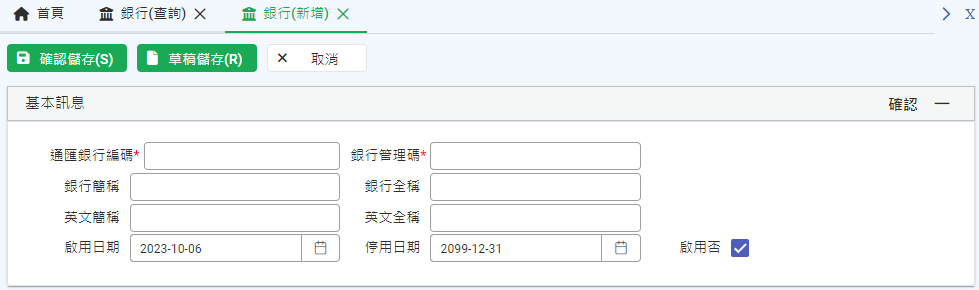 首頁 銀行(查詢) 銀行(新增) X
確認儲存(S) 草稿儲存(R) 取消
基本訊息 確認
通匯銀行編碼* 銀行管理碼*
銀行簡稱 銀行全稱
英文簡稱 英文全稱
啟用日期 2023-10-06 停用日期 2099-12-31 啟用否